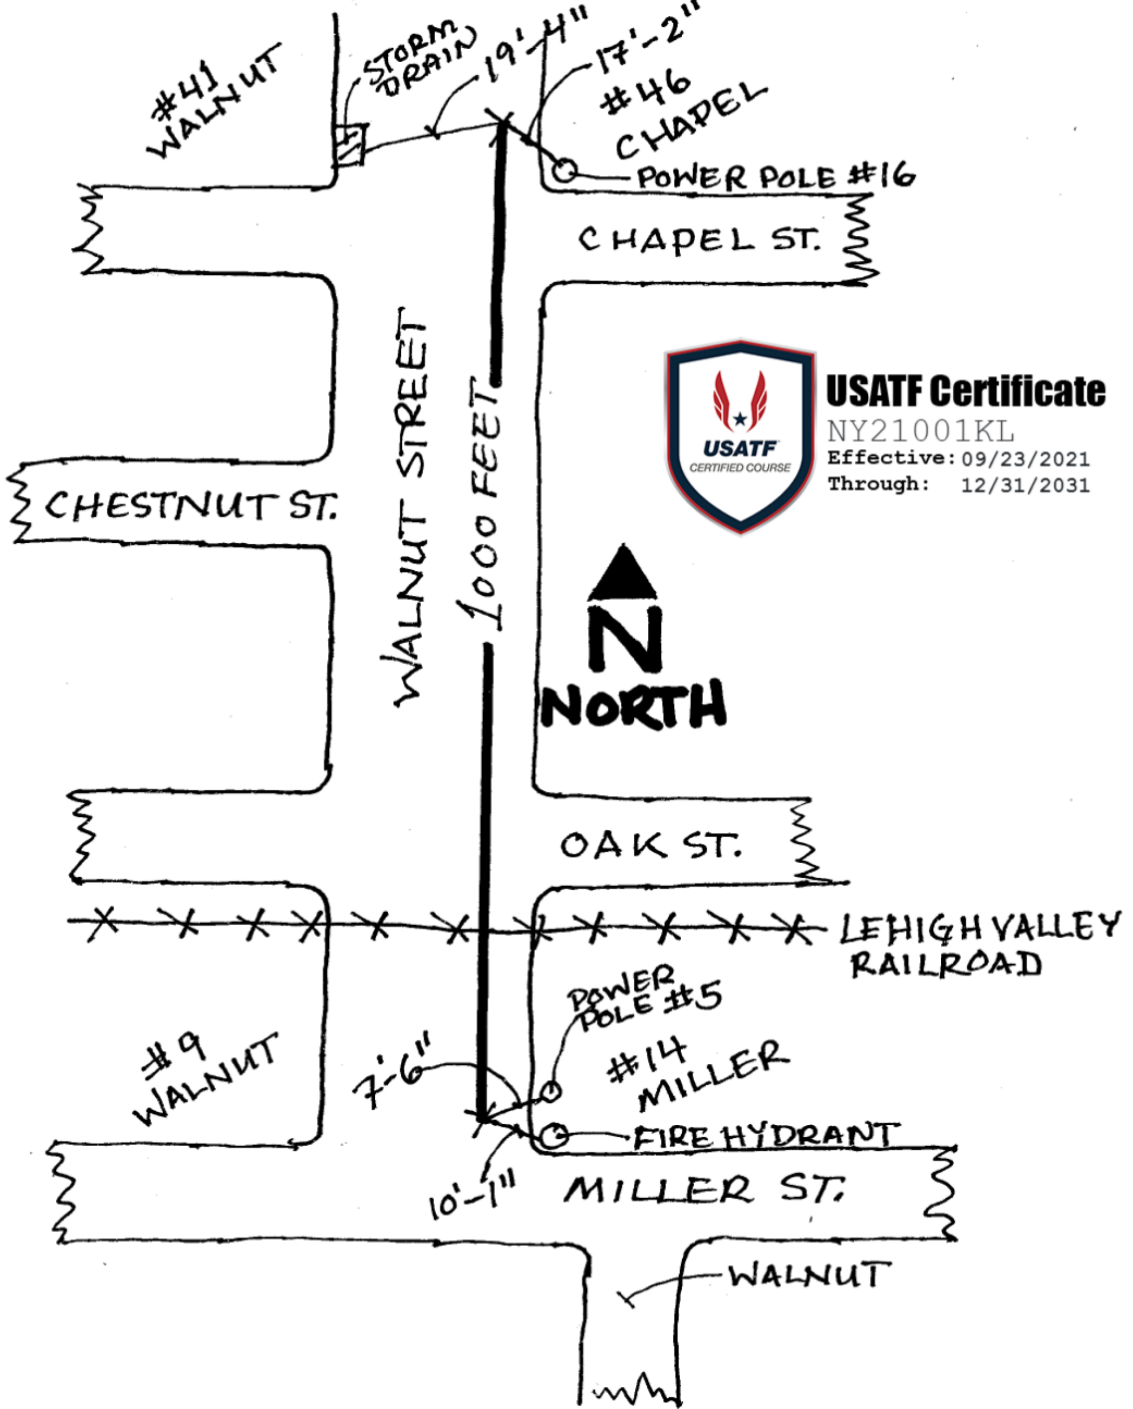 #41
WALNUT
STORM
DRAIN
19'-4"
17'-2"
#46
CHAPEL
POWER POLE #16
CHAPEL ST.
WALNUT STREET
1000 FEET
USATF
CERTIFIED COURSE
USATF Certificate
NY21001KL
Effective: 09/23/2021
Through: 12/31/2031
CHESTNUT ST.
N
NORTH
OAK ST.
LEHIGH VALLEY
RAILROAD
POWER
POLE #5
#9
WALNUT
7'-6"
#14
MILLER
FIRE HYDRANT
10'-1"
MILLER ST.
WALNUT